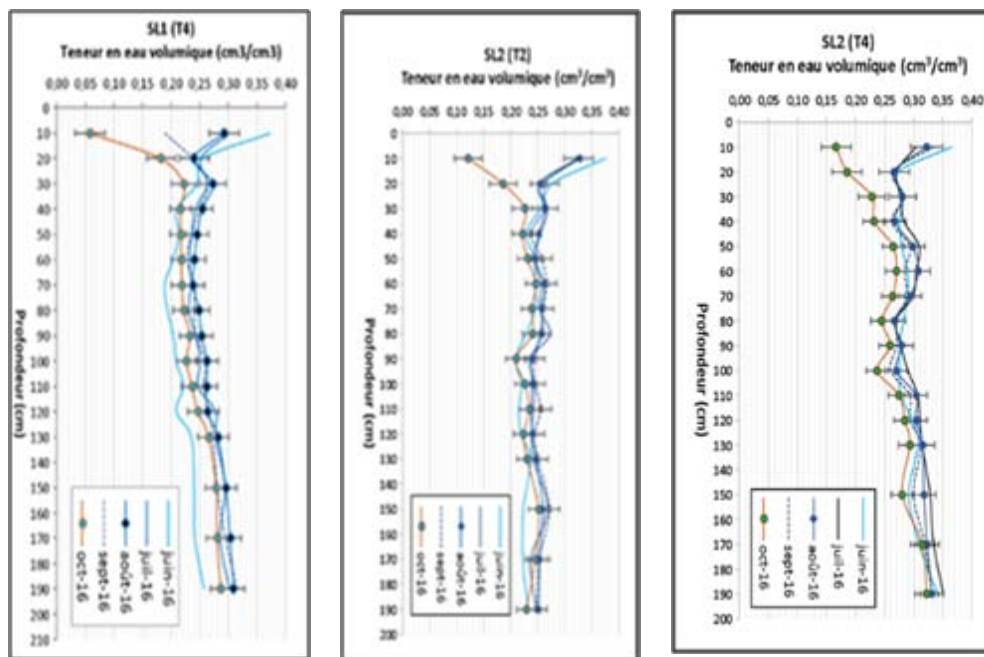 SL1 (T4)
Teneur en eau volumique (cm3/cm3)
0,00 0,05 0,10 0,15 0,20 0,25 0,30 0,35 0,40
0
10
20
30
40
50
60
70
80
90
100
110
120
130
140
150
160
170
180
190
200
210
Profondeur (cm)
oct-16
sept-16
août-16
juil-16
juin-16
SL2 (T2)
Teneur en eau volumique (cm³/cm³)
0,00 0,05 0,10 0,15 0,20 0,25 0,30 0,35 0,40
0
10
20
30
40
50
60
70
80
90
100
110
120
130
140
150
160
170
180
190
200
Profondeur (cm)
oct-16
sept-16
août-16
juil-16
juin-16
SL2 (T4)
Teneur en eau volumique (cm³/cm³)
0,00 0,05 0,10 0,15 0,20 0,25 0,30 0,35 0,40
0
10
20
30
40
50
60
70
80
90
100
110
120
130
140
150
160
170
180
190
200
Profondeur (cm)
oct-16
sept-16
août-16
juil-16
juin-16